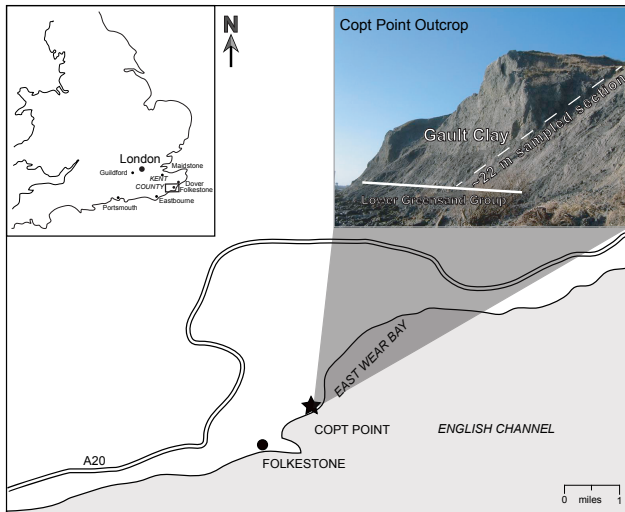 Copt Point Outcrop
N
London
Maidstone
Guildford
KENT
COUNTY
Dover
Folkestone
Eastbourne
Portsmouth
Gault Clay
~22 m-sampled section
Lower Greensand Group
EAST WEAR BAY
COPT POINT
ENGLISH CHANNEL
FOLKESTONE
A20
0 miles 1